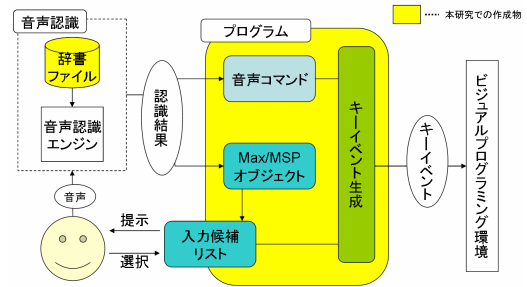 音声認識
プログラム
本研究での作成物
辞書
ファイル
音声認識
エンジン
認識結果
音声コマンド
Max/MSP
オブジェクト
入力候補
リスト
キーイベント生成
キーイベント
ビジュアルプログラミング環境
音声
提示
選択